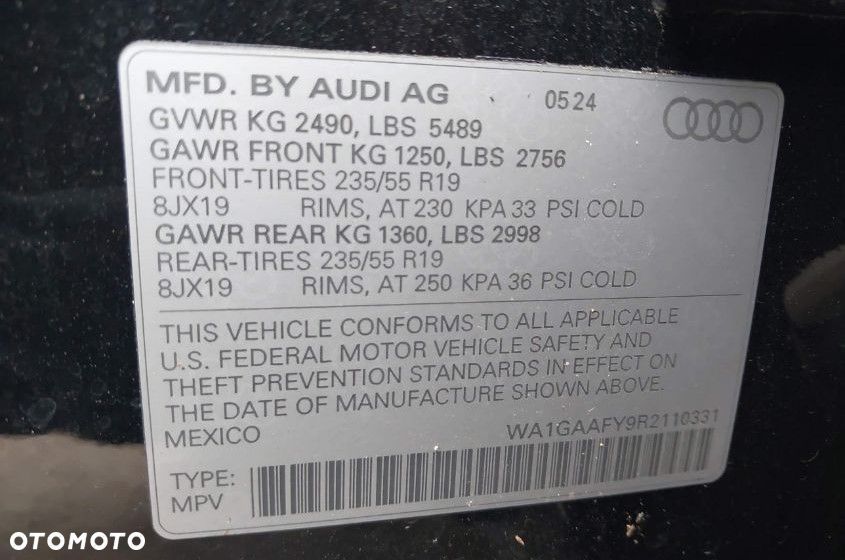 MFD. BY AUDI AG 0524
GVWR KG 2490, LBS 5489
GAWR FRONT KG 1250, LBS 2756
FRONT-TIRES 235/55 R19
8JX19 RIMS, AT 230 KPA 33 PSI COLD
GAWR REAR KG 1360, LBS 2998
REAR-TIRES 235/55 R19
8JX19 RIMS, AT 250 KPA 36 PSI COLD
THIS VEHICLE CONFORMS TO ALL APPLICABLE
U.S. FEDERAL MOTOR VEHICLE SAFETY AND
THEFT PREVENTION STANDARDS IN EFFECT ON
THE DATE OF MANUFACTURE SHOWN ABOVE.
MEXICO WA1GAAFY9R2110331
TYPE:
MPV
OTOMOTO